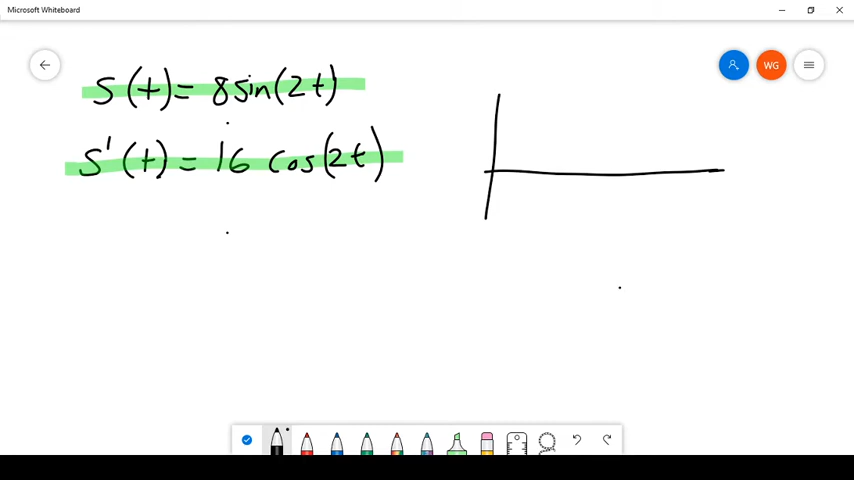 Microsoft Whiteboard
WG
S(t)= 8sin(2t)
S'(t) = 16 cos(2t)